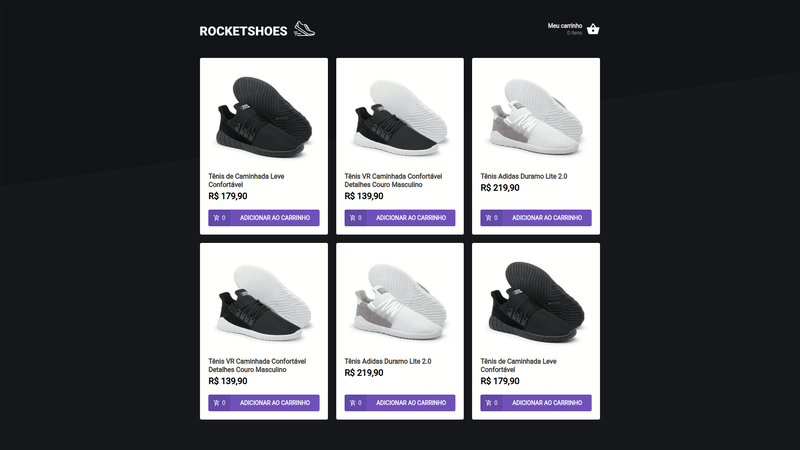 ROCKETSHOES
Meu carrinho
0 itens
Tênis de Caminhada Leve
Confortável
R$ 179,90
0 ADICIONAR AO CARRINHO
Tênis VR Caminhada Confortável
Detalhes Couro Masculino
R$ 139,90
0 ADICIONAR AO CARRINHO
Tênis Adidas Duramo Lite 2.0
R$ 219,90
0 ADICIONAR AO CARRINHO
Tênis VR Caminhada Confortável
Detalhes Couro Masculino
R$ 139,90
0 ADICIONAR AO CARRINHO
Tênis Adidas Duramo Lite 2.0
R$ 219,90
0 ADICIONAR AO CARRINHO
Tênis de Caminhada Leve
Confortável
R$ 179,90
0 ADICIONAR AO CARRINHO